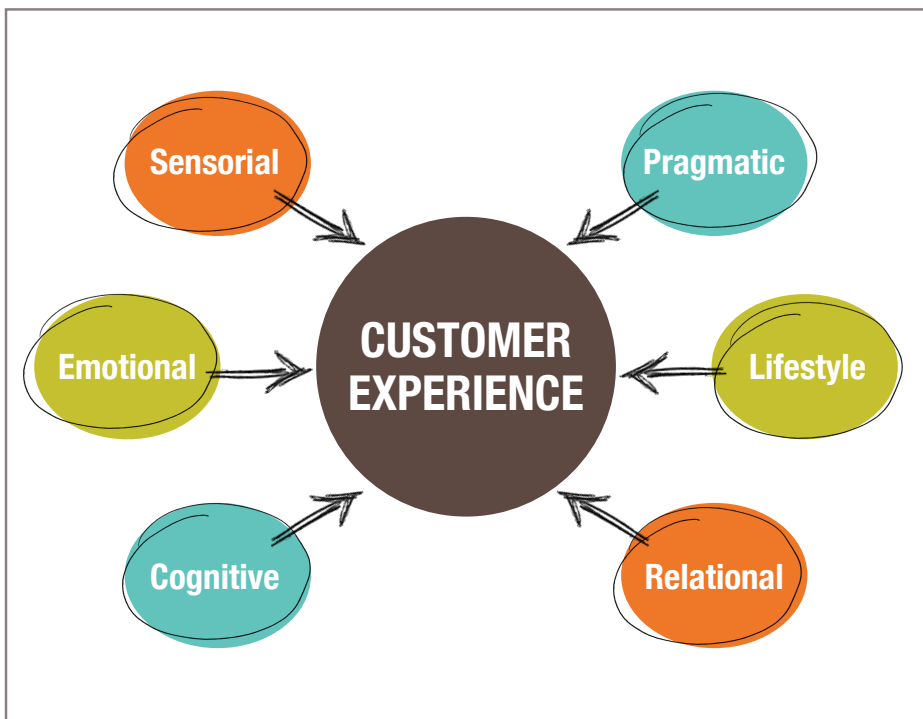 Sensorial
Pragmatic
Emotional
CUSTOMER
EXPERIENCE
Lifestyle
Cognitive
Relational